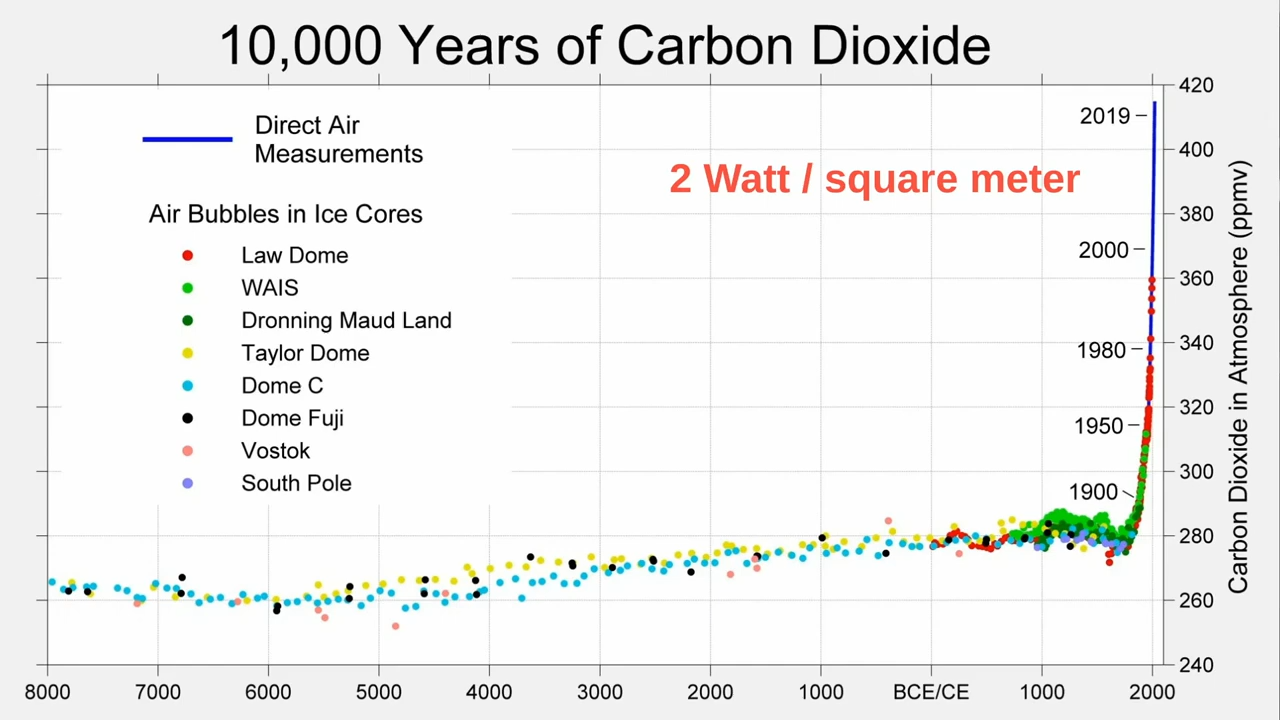 10,000 Years of Carbon Dioxide
Direct Air
Measurements
Air Bubbles in Ice Cores
Law Dome
WAIS
Dronning Maud Land
Taylor Dome
Dome C
Dome Fuji
Vostok
South Pole
2 Watt / square meter
2019
2000
1980
1950
1900
420
400
380
360
340
320
300
280
260
240
Carbon Dioxide in Atmosphere (ppmv)
8000 7000 6000 5000 4000 3000 2000 1000 BCE/CE 1000 2000